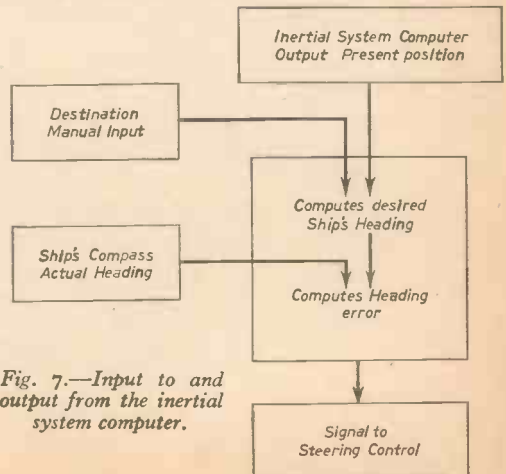 Inertial System Computer
Output Present position
Destination
Manual Input
Computes desired
Ship's Heading
Ship's Compass
Actual Heading
Computes Heading
error
Fig. 7.—Input to and
output from the inertial
system computer.
Signal to
Steering Control